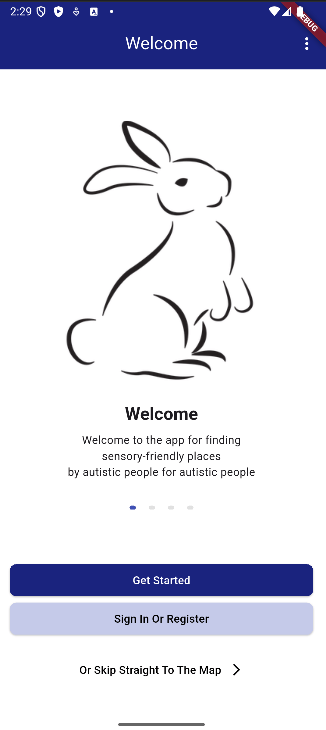 2:29
DEBUG
Welcome
Welcome
Welcome to the app for finding
sensory-friendly places
by autistic people for autistic people
Get Started
Sign In Or Register
Or Skip Straight To The Map